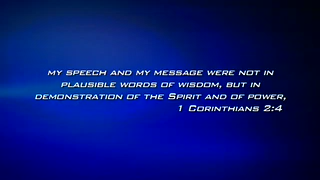 my speech and my message were not in
plausible words of wisdom, but in
demonstration of the Spirit and of power,
1 Corinthians 2:4